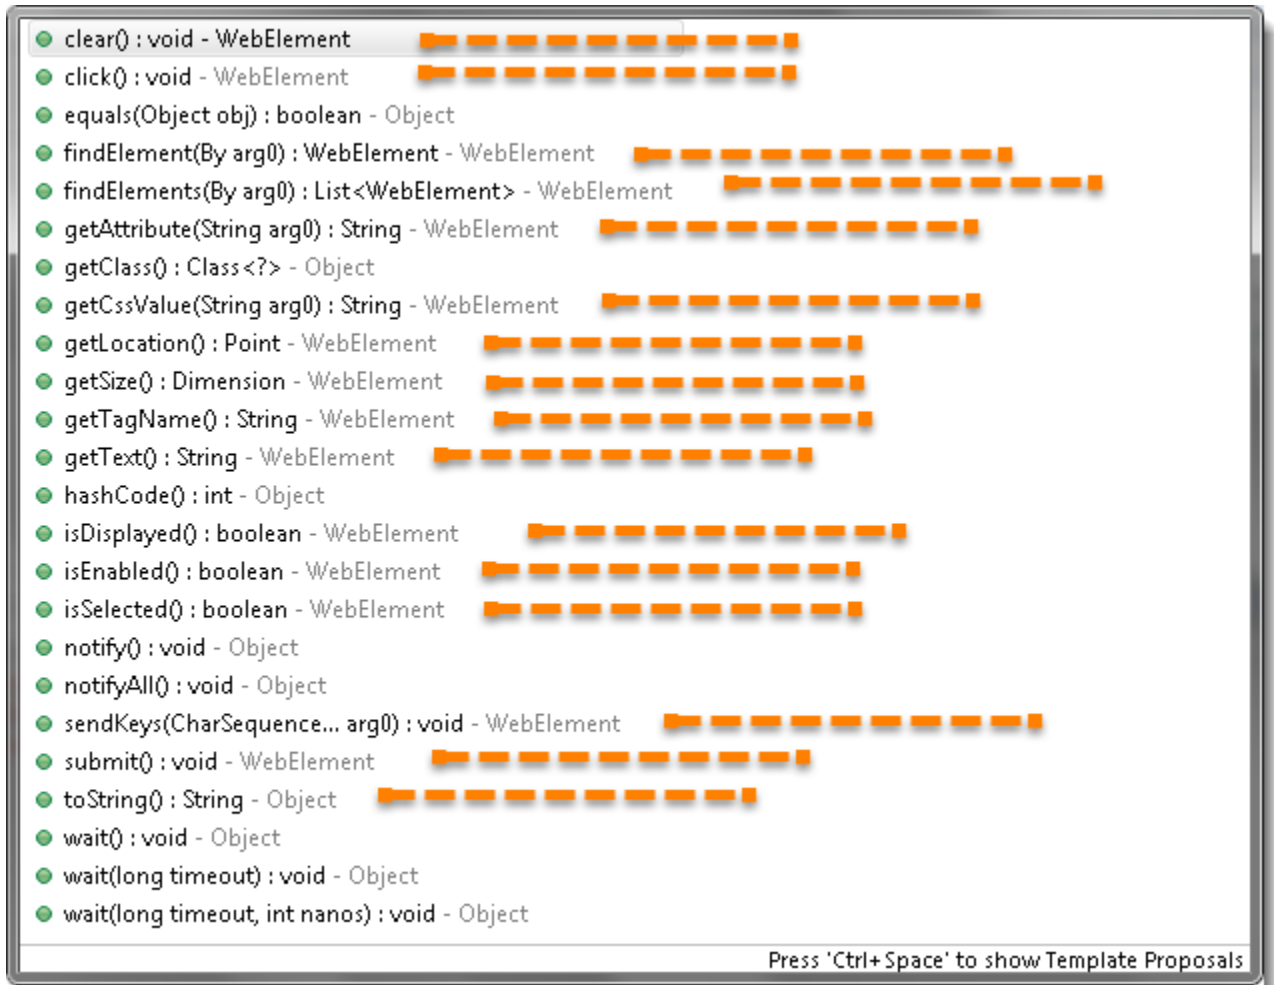 clear() : void - WebElement
click() : void - WebElement
equals(Object obj) : boolean - Object
findElement(By arg0) : WebElement - WebElement
findElements(By arg0) : List<WebElement> - WebElement
getAttribute(String arg0) : String - WebElement
getClass() : Class<?> - Object
getCssValue(String arg0) : String - WebElement
getLocation() : Point - WebElement
getSize() : Dimension - WebElement
getTagName() : String - WebElement
getText() : String - WebElement
hashCode() : int - Object
isDisplayed() : boolean - WebElement
isEnabled() : boolean - WebElement
isSelected() : boolean - WebElement
notify() : void - Object
notifyAll() : void - Object
sendKeys(CharSequence... arg0) : void - WebElement
submit() : void - WebElement
toString() : String - Object
wait() : void - Object
wait(long timeout) : void - Object
wait(long timeout, int nanos) : void - Object
Press 'Ctrl+Space' to show Template Proposals